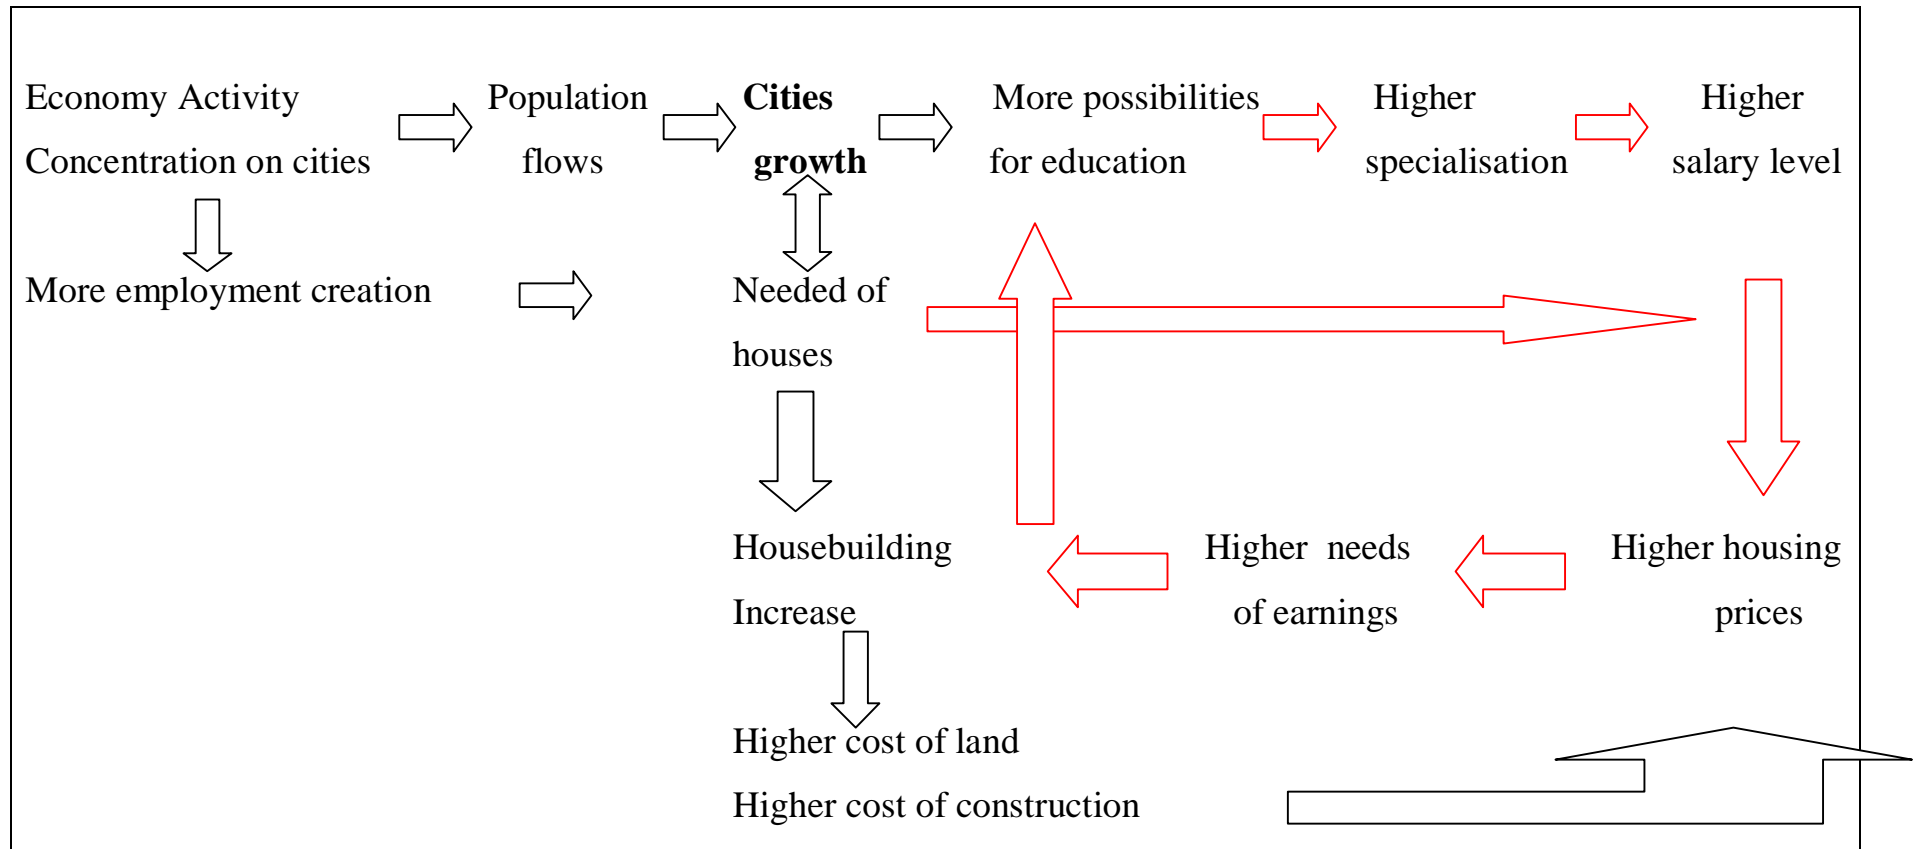 Economy Activity
Concentration on cities
Population
flows
Cities
growth
More possibilities
for education
Higher
specialisation
Higher
salary level
More employment creation
Needed of
houses
Housebuilding
Increase
Higher needs
of earnings
Higher housing
prices
Higher cost of land
Higher cost of construction